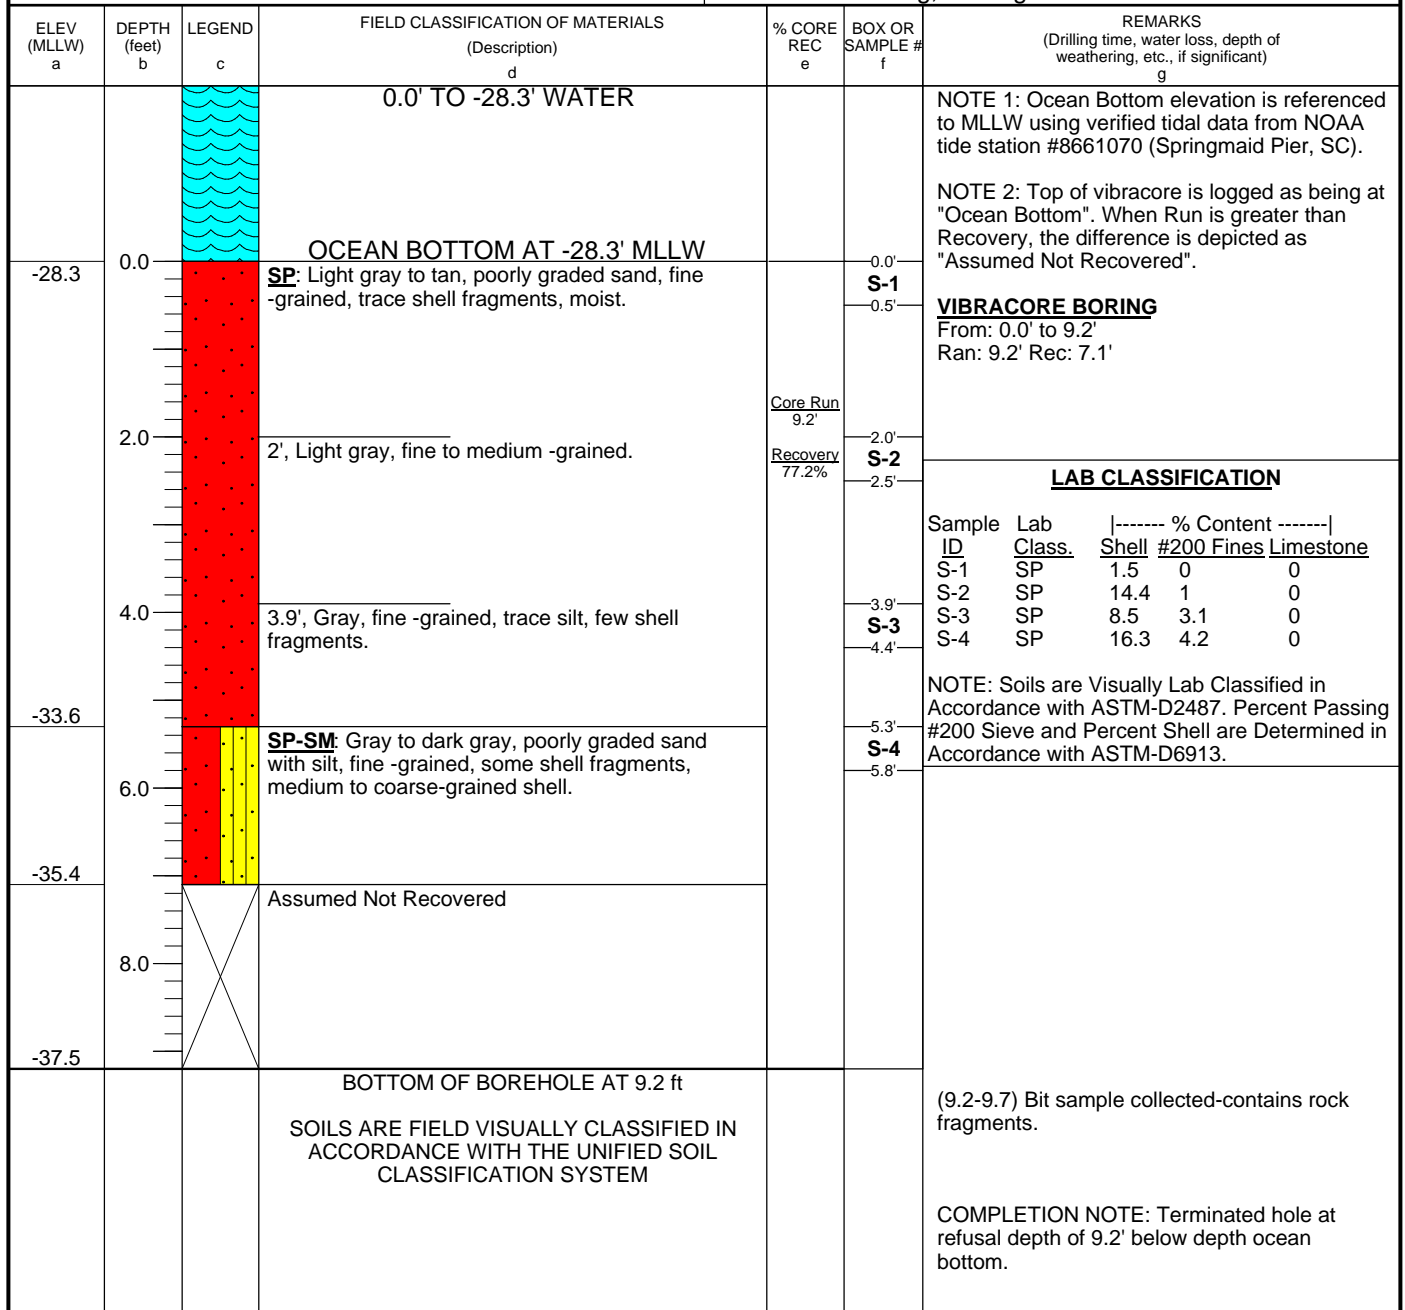 ELEV
(MLLW)
a
DEPTH
(feet)
b
LEGEND
c
FIELD CLASSIFICATION OF MATERIALS
(Description)
d
% CORE
REC
e
BOX OR
SAMPLE #
f
REMARKS
(Drilling time, water loss, depth of
weathering, etc., if significant)
g
0.0' TO -28.3' WATER
OCEAN BOTTOM AT -28.3' MLLW
-28.3
0.0
SP: Light gray to tan, poorly graded sand, fine
-grained, trace shell fragments, moist.
2.0
2', Light gray, fine to medium -grained.
4.0
3.9', Gray, fine -grained, trace silt, few shell
fragments.
-33.6
SP-SM: Gray to dark gray, poorly graded sand
with silt, fine -grained, some shell fragments,
medium to coarse-grained shell.
6.0
-35.4
Assumed Not Recovered
8.0
-37.5
BOTTOM OF BOREHOLE AT 9.2 ft
SOILS ARE FIELD VISUALLY CLASSIFIED IN
ACCORDANCE WITH THE UNIFIED SOIL
CLASSIFICATION SYSTEM
Core Run
9.2'
Recovery
77.2%
0.0'
S-1
0.5'
2.0'
S-2
2.5'
3.9'
S-3
4.4'
5.3'
S-4
5.8'
NOTE 1: Ocean Bottom elevation is referenced
to MLLW using verified tidal data from NOAA
tide station #8661070 (Springmaid Pier, SC).
NOTE 2: Top of vibracore is logged as being at
"Ocean Bottom". When Run is greater than
Recovery, the difference is depicted as
"Assumed Not Recovered".
VIBRACORE BORING
From: 0.0' to 9.2'
Ran: 9.2' Rec: 7.1'
LAB CLASSIFICATION
Sample Lab |------- % Content -------|
ID Class. Shell #200 Fines Limestone
S-1 SP 1.5 0 0
S-2 SP 14.4 1 0
S-3 SP 8.5 3.1 0
S-4 SP 16.3 4.2 0
NOTE: Soils are Visually Lab Classified in
Accordance with ASTM-D2487. Percent Passing
#200 Sieve and Percent Shell are Determined in
Accordance with ASTM-D6913.
(9.2-9.7) Bit sample collected-contains rock
fragments.
COMPLETION NOTE: Terminated hole at
refusal depth of 9.2' below depth ocean
bottom.